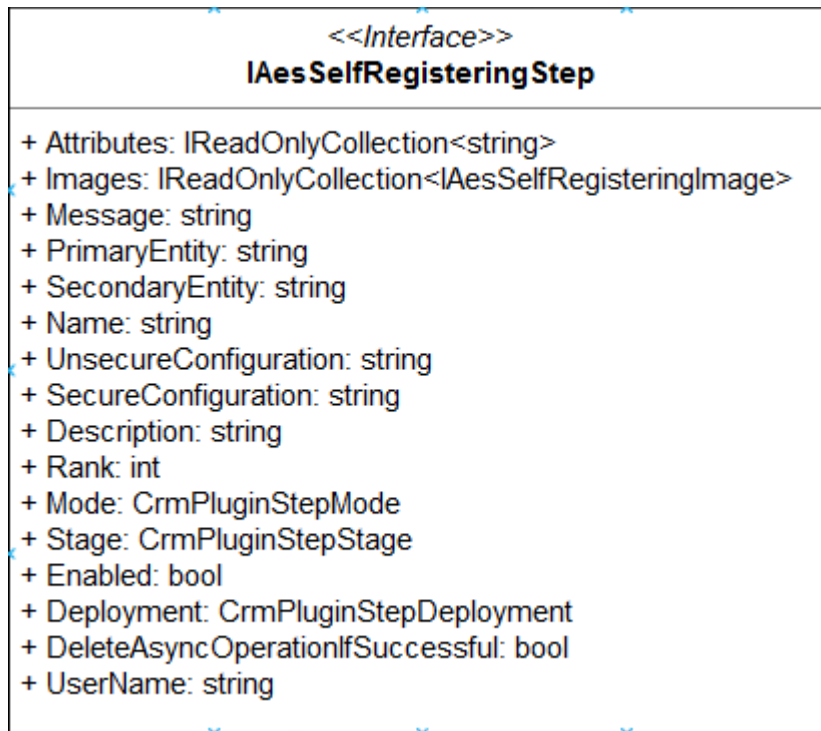 <<Interface>>
IAesSelfRegisteringStep
+ Attributes: IReadOnlyCollection<string>
+ Images: IReadOnlyCollection<IAesSelfRegisteringImage>
+ Message: string
+ PrimaryEntity: string
+ SecondaryEntity: string
+ Name: string
+ UnsecureConfiguration: string
+ SecureConfiguration: string
+ Description: string
+ Rank: int
+ Mode: CrmPluginStepMode
+ Stage: CrmPluginStepStage
+ Enabled: bool
+ Deployment: CrmPluginStepDeployment
+ DeleteAsyncOperationIfSuccessful: bool
+ UserName: string